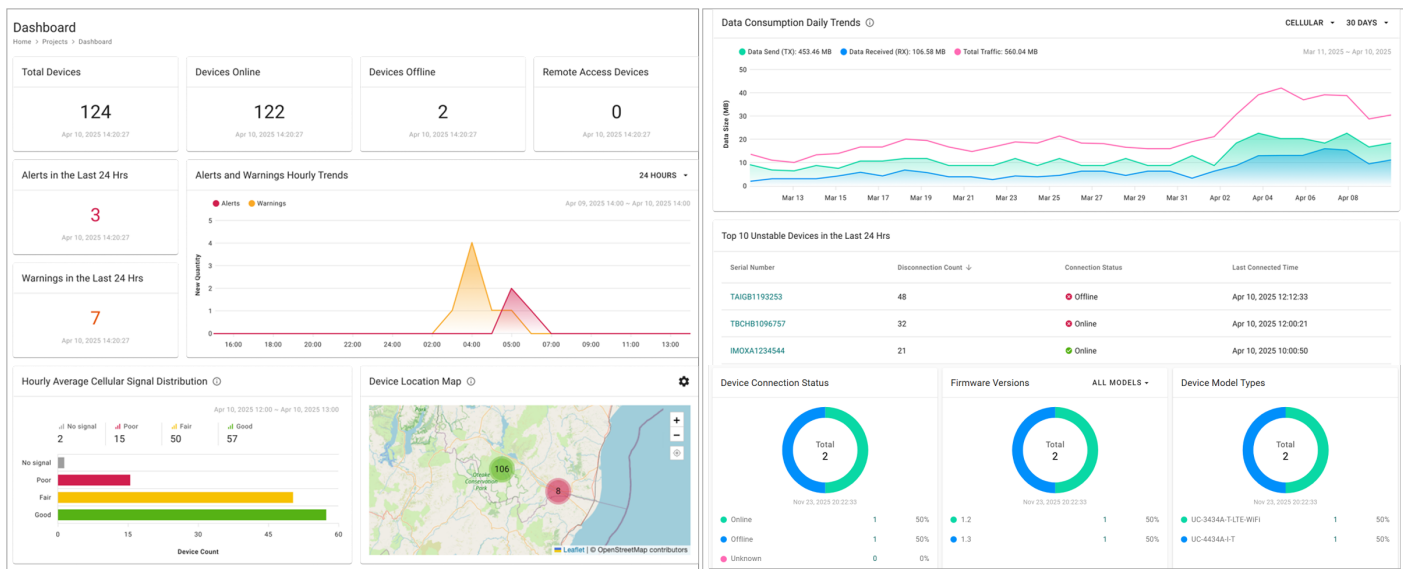 Dashboard
Home > Projects > Dashboard
Total Devices
124
Apr 10, 2025 14:20:27
Devices Online
122
Apr 10, 2025 14:20:27
Devices Offline
2
Apr 10, 2025 14:20:27
Remote Access Devices
0
Apr 10, 2025 14:20:27
Alerts in the Last 24 Hrs
3
Apr 10, 2025 14:20:27
Warnings in the Last 24 Hrs
7
Apr 10, 2025 14:20:27
Alerts and Warnings Hourly Trends
24 HOURS
Alerts Warnings
Apr 09, 2025 14:00 ~ Apr 10, 2025 14:00
New Quantity
5
4
3
2
1
0
16:00 18:00 20:00 22:00 02:00 04:00 05:00 07:00 09:00 11:00 13:00
Hourly Average Cellular Signal Distribution
Apr 10, 2025 12:00 ~ Apr 10, 2025 13:00
No signal Poor Fair Good
2 15 50 57
No signal
Poor
Fair
Good
0 15 30 45 60
Device Count
Device Location Map
+
−
106
8
Leaflet | © OpenStreetMap contributors
Data Consumption Daily Trends
CELLULAR 30 DAYS
Data Send (TX): 453.46 MB Data Received (RX): 106.58 MB Total Traffic: 560.04 MB
Mar 11, 2025 ~ Apr 10, 2025
Data Size (MB)
50
40
30
20
10
0
Mar 13 Mar 15 Mar 17 Mar 19 Mar 21 Mar 23 Mar 25 Mar 27 Mar 29 Mar 31 Apr 02 Apr 04 Apr 06 Apr 08
Top 10 Unstable Devices in the Last 24 Hrs
Serial Number Disconnection Count Connection Status Last Connected Time
TAIGB1193253 48 Offline Apr 10, 2025 12:12:33
TBCHB1096757 32 Online Apr 10, 2025 12:00:21
IMOXA1234544 21 Online Apr 10, 2025 10:00:50
Device Connection Status
Total
2
Nov 23, 2025 20:22:33
Online 1 50%
Offline 1 50%
Unknown 0 0%
Firmware Versions
ALL MODELS
Total
2
Nov 23, 2025 20:22:33
1.2 1 50%
1.3 1 50%
Device Model Types
Total
2
Nov 23, 2025 20:22:33
UC-3434A-T-LTE-WiFi 1 50%
UC-4434A-I-T 1 50%